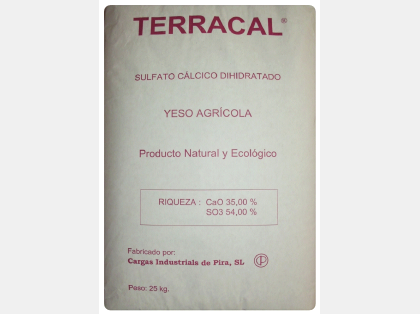 TERRACAL®
SULFATO CÁLCICO DIHIDRATADO
YESO AGRÍCOLA
Producto Natural y Ecológico
RIQUEZA : CaO 35,00 %
SO3 54,00 %
Fabricado por:
Cargas Industrials de Pira, SL
Peso: 25 kg.